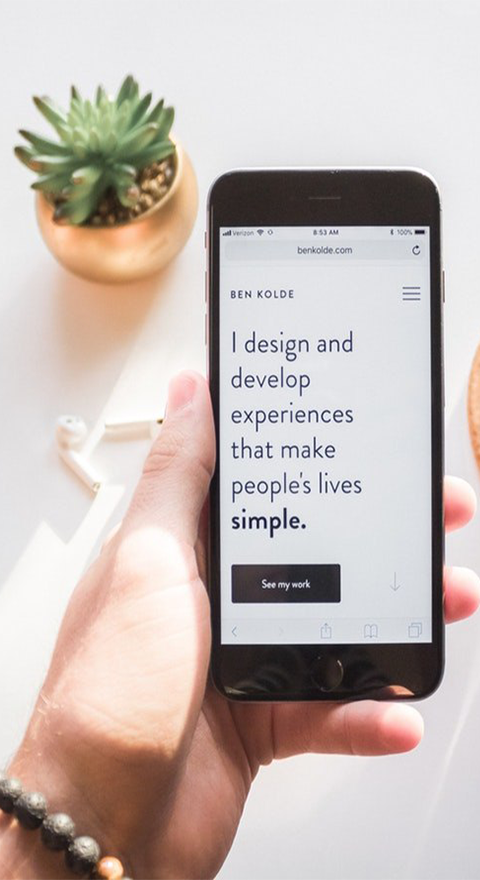 Verizon 8:53 AM 100%
benkolde.com
BEN KOLDE
I design and
develop
experiences
that make
people's lives
simple.
See my work